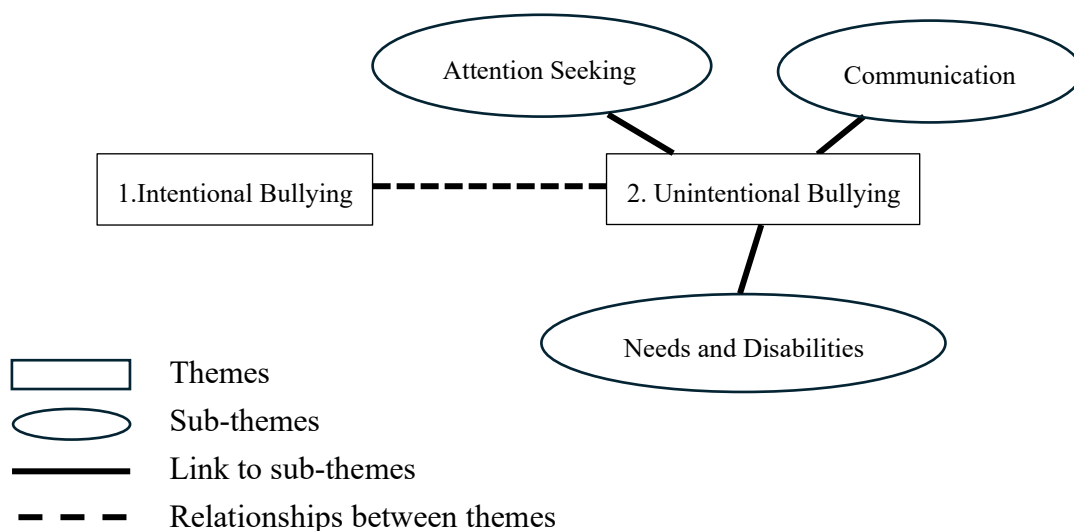 Attention Seeking
Communication
1.Intentional Bullying
2. Unintentional Bullying
Needs and Disabilities
Themes
Sub-themes
Link to sub-themes
Relationships between themes